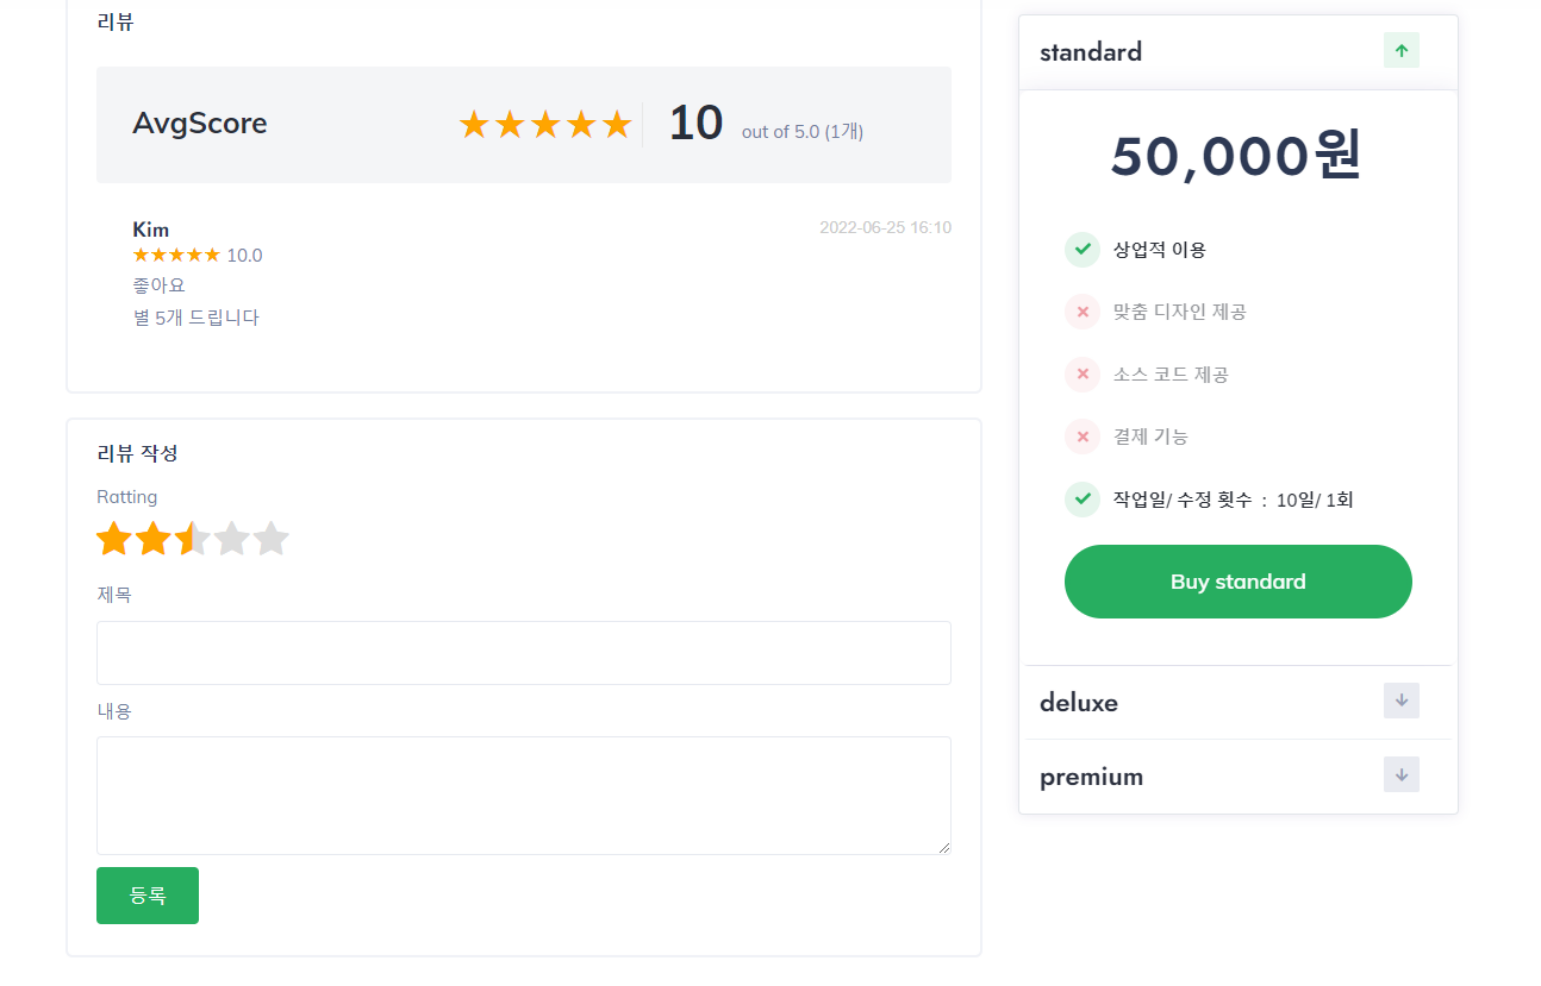 리뷰
AvgScore
10 out of 5.0 (1개)
Kim
2022-06-25 16:10
10.0
좋아요
별 5개 드립니다
리뷰 작성
Ratting
제목
내용
등록
standard
50,000원
상업적 이용
맞춤 디자인 제공
소스 코드 제공
결제 기능
작업일/ 수정 횟수 : 10일/ 1회
Buy standard
deluxe
premium